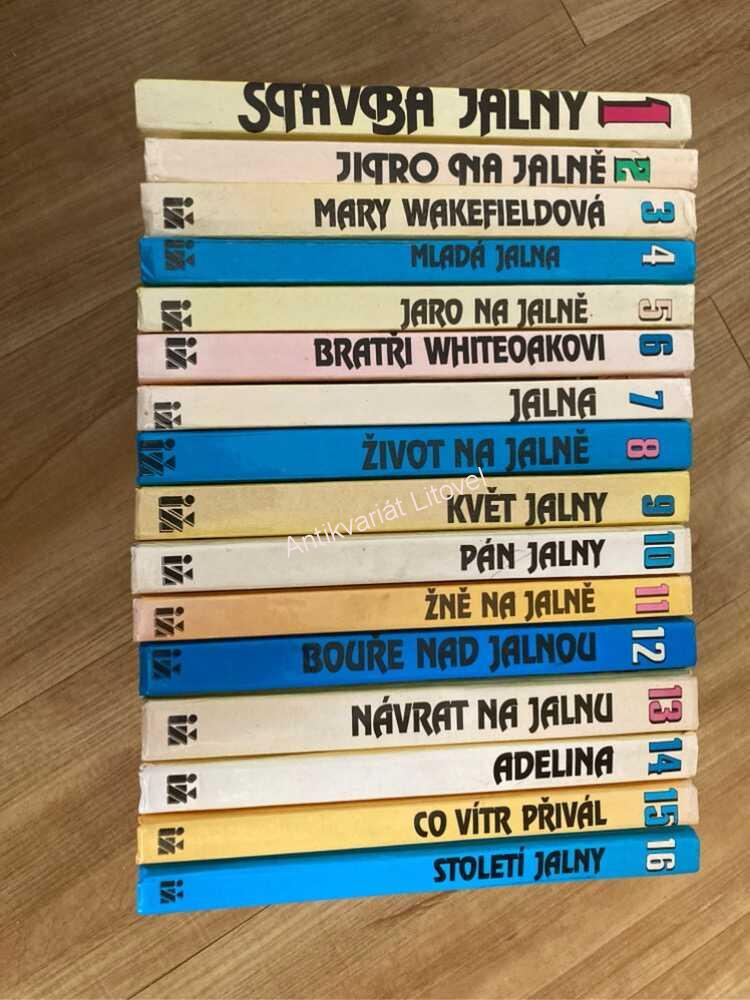 STAVBA JALNY 1
JITRO NA JALNĚ 2
MARY WAKEFIELDOVÁ 3
MLADÁ JALNA 4
JARO NA JALNĚ 5
BRATŘI WHITEOAKOVI 6
JALNA 7
ŽIVOT NA JALNĚ 8
KVĚT JALNY 9
Antikvariát Litovel
PÁN JALNY 10
ŽNĚ NA JALNĚ 11
BOUŘE NAD JALNOU 12
NÁVRAT NA JALNU 13
ADELINA 14
CO VÍTR PŘIVÁL 15
STOLETÍ JALNY 16